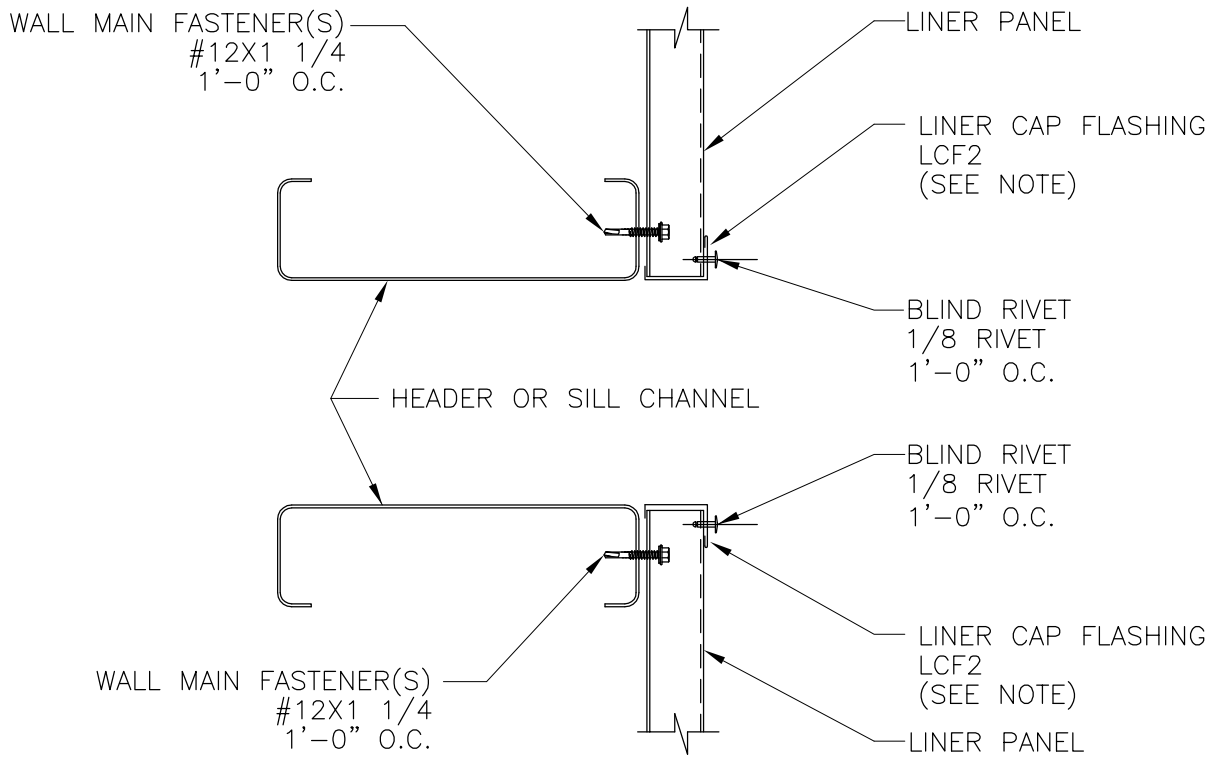 WALL MAIN FASTENER(S)
#12X1 1/4
1'-0" O.C.
LINER PANEL
LINER CAP FLASHING
LCF2
(SEE NOTE)
BLIND RIVET
1/8 RIVET
1'-0" O.C.
HEADER OR SILL CHANNEL
BLIND RIVET
1/8 RIVET
1'-0" O.C.
LINER CAP FLASHING
LCF2
(SEE NOTE)
WALL MAIN FASTENER(S)
#12X1 1/4
1'-0" O.C.
LINER PANEL